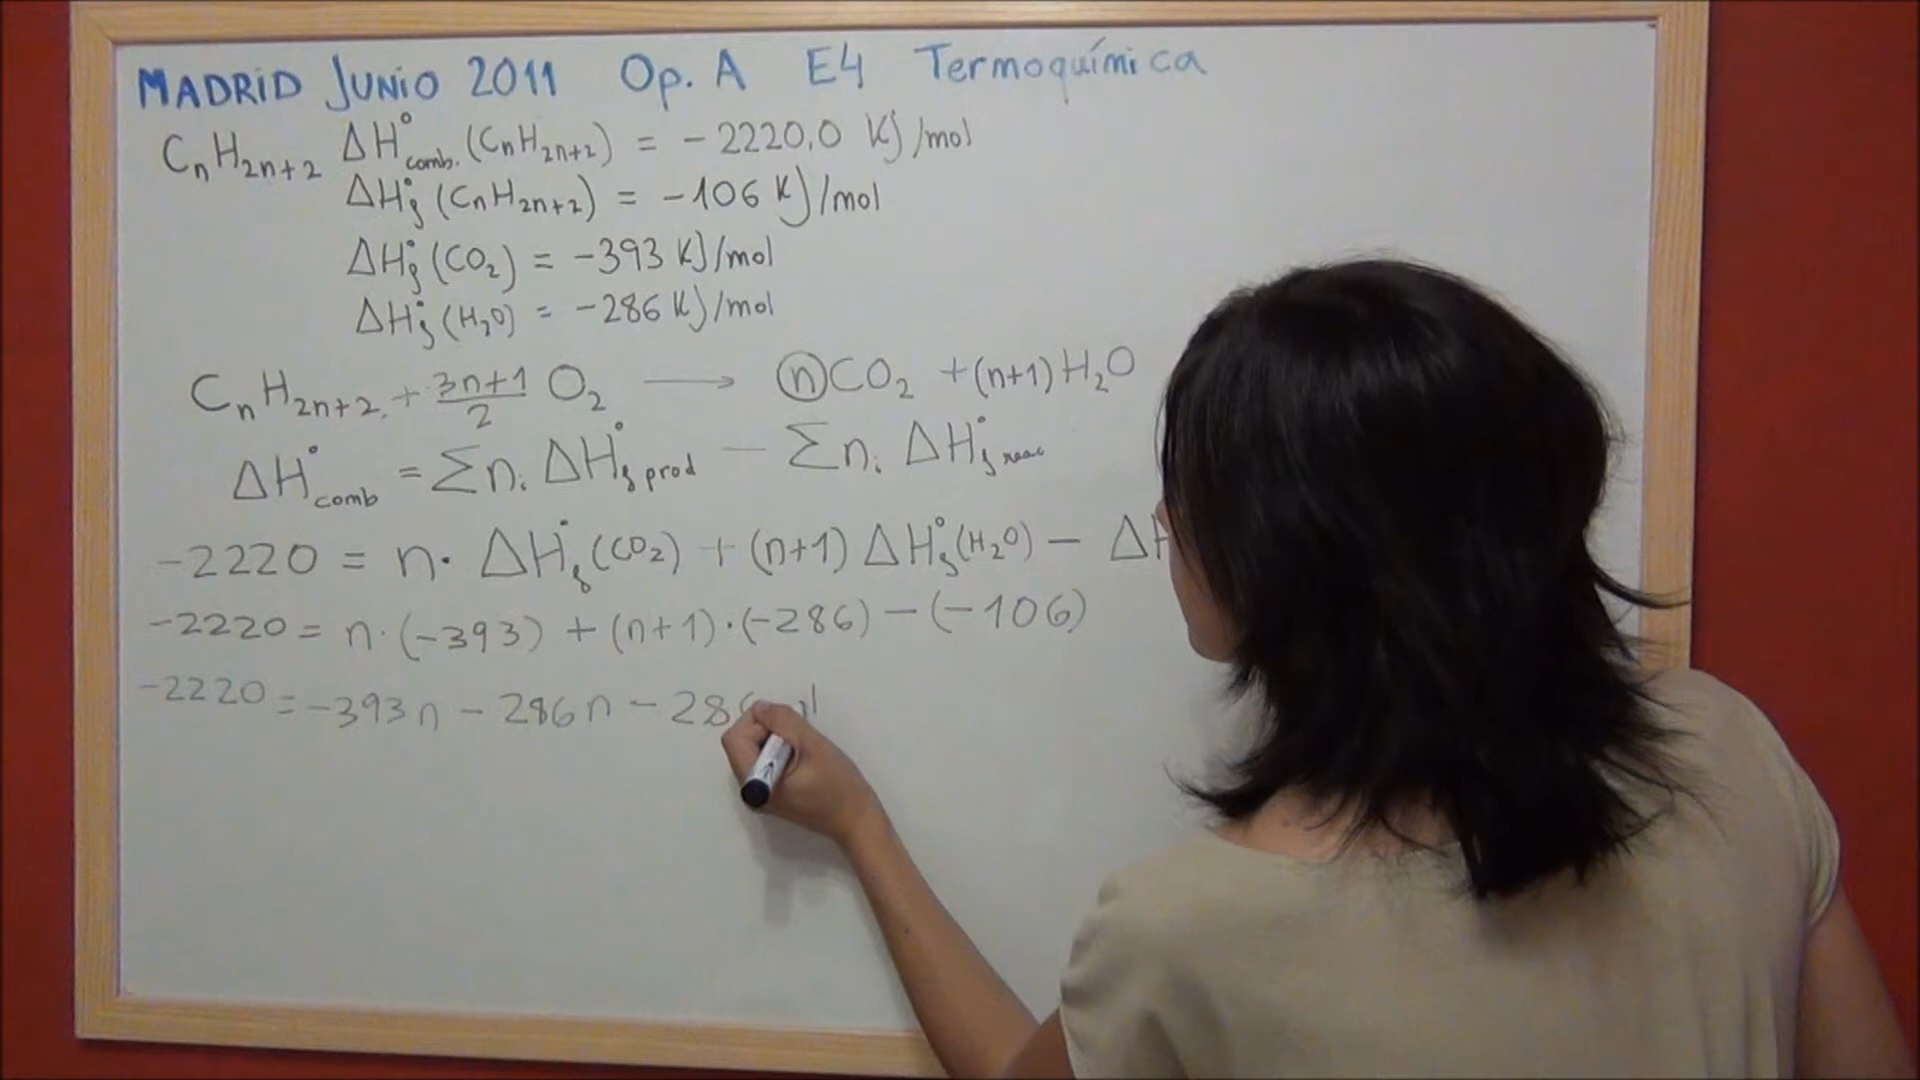 MADRID JUNIO 2011 Op. A E4 Termoquímica
CnH2n+2 ΔH°comb. (CnH2n+2) = -2220,0 KJ/mol
ΔH°f (CnH2n+2) = -106 KJ/mol
ΔH°f (CO2) = -393 KJ/mol
ΔH°f (H2O) = -286 KJ/mol
CnH2n+2 + 3n+1/2 O2 → nCO2 + (n+1) H2O
ΔH°comb = Σni ΔH°f prod - Σni ΔH°f reac
-2220 = n· ΔH°f (CO2) + (n+1) ΔH°f (H2O) - ΔH
-2220 = n·(-393) + (n+1)·(-286) - (-106)
-2220 = -393n - 286n - 286